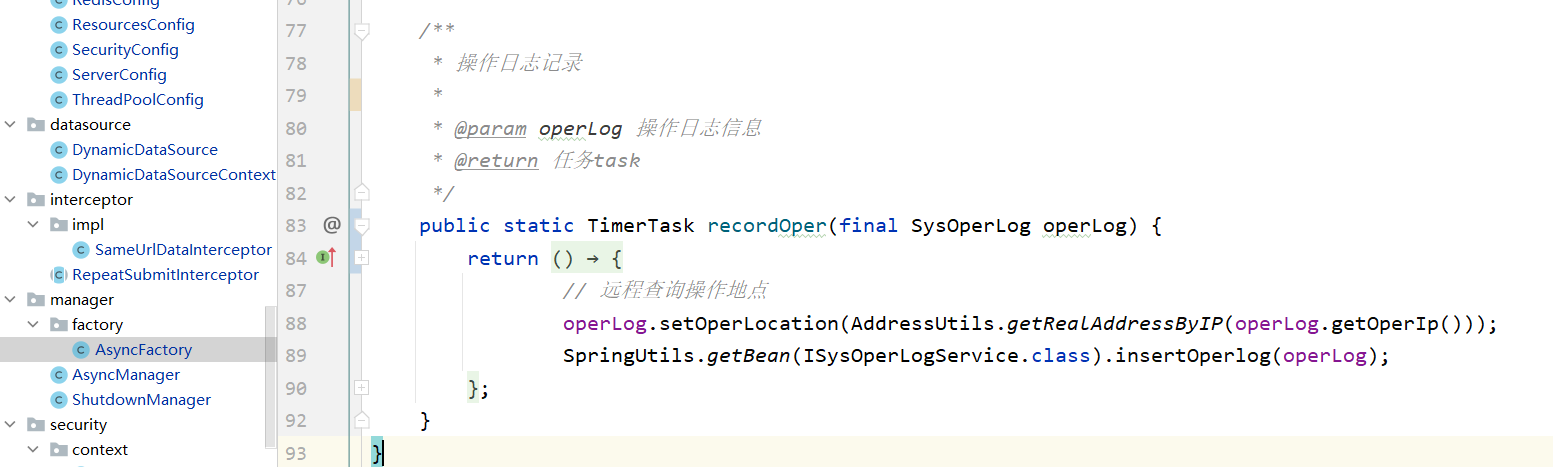 RedisConfig
ResourcesConfig
SecurityConfig
ServerConfig
ThreadPoolConfig
datasource
DynamicDataSource
DynamicDataSourceContext
interceptor
impl
SameUrlDataInterceptor
RepeatSubmitInterceptor
manager
factory
AsyncFactory
AsyncManager
ShutdownManager
security
context
77 /**
78 * 操作日志记录
79 *
80 * @param operLog 操作日志信息
81 * @return 任务task
82 */
83 @ public static TimerTask recordOper(final SysOperLog operLog) {
84 return () → {
87 // 远程查询操作地点
88 operLog.setOperLocation(AddressUtils.getRealAddressByIP(operLog.getOperIp()));
89 SpringUtils.getBean(ISysOperLogService.class).insertOperlog(operLog);
90 };
92 }
93 }